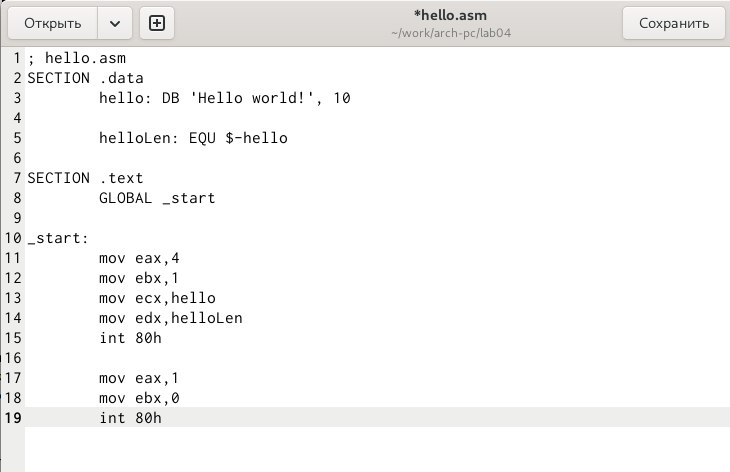 Открыть
*hello.asm
~/work/arch-pc/lab04
Сохранить
1 ; hello.asm
2 SECTION .data
3         hello: DB 'Hello world!', 10
4
5         helloLen: EQU $-hello
6
7 SECTION .text
8         GLOBAL _start
9
10 _start:
11         mov eax,4
12         mov ebx,1
13         mov ecx,hello
14         mov edx,helloLen
15         int 80h
16
17         mov eax,1
18         mov ebx,0
19         int 80h